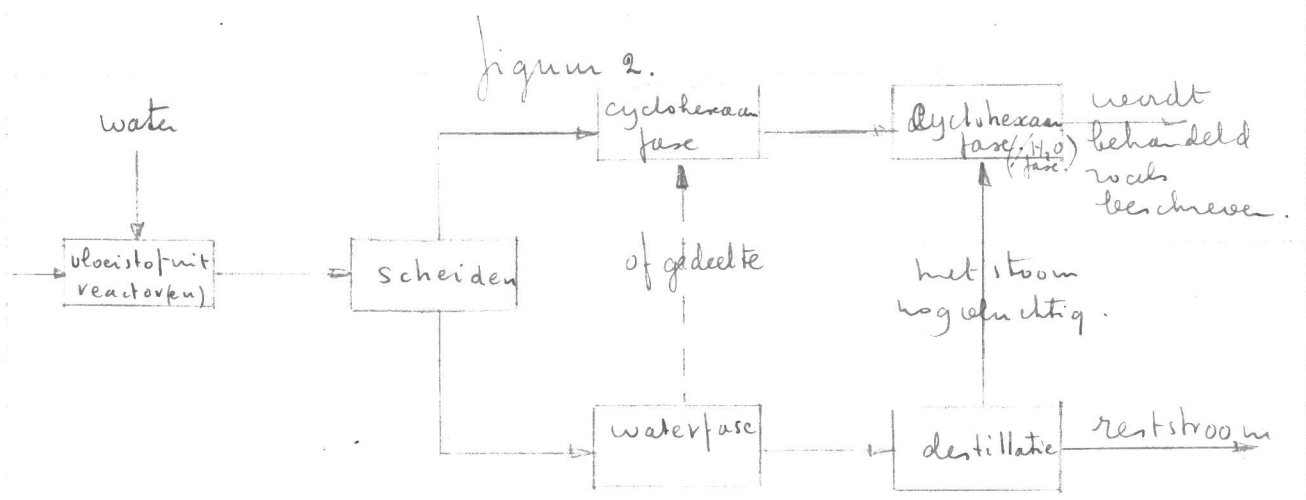 figuur 2.
water
vloeistof uit
reactor(en)
scheiden
cyclohexaan
fase
cyclohexaan
fase (/H2O
fase.)
wordt
behandeld
zoals
beschreven.
of gedeelte
met stoom
waterfase
destillatie
reststroom